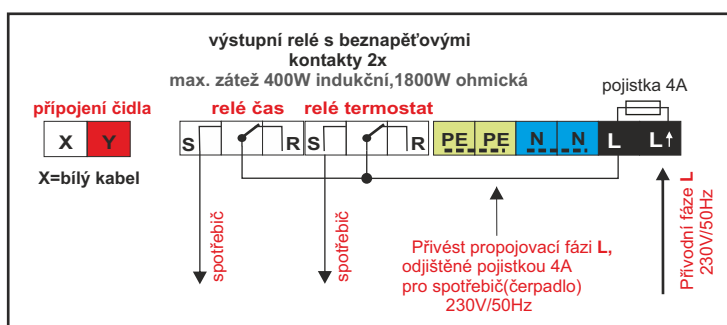 výstupní relé s beznapěťovými
kontakty 2x
max. zátež 400W indukční,1800W ohmická
pojistka 4A
přípojení čidla
relé čas
relé termostat
X Y
S R S R PE PE N N L L↑
X=bílý kabel
spotřebič
spotřebič
Přivést propojovací fázi L,
odjištěné pojistkou 4A
pro spotřebič(čerpadlo)
230V/50Hz
Přívodní fáze L
230V/50Hz